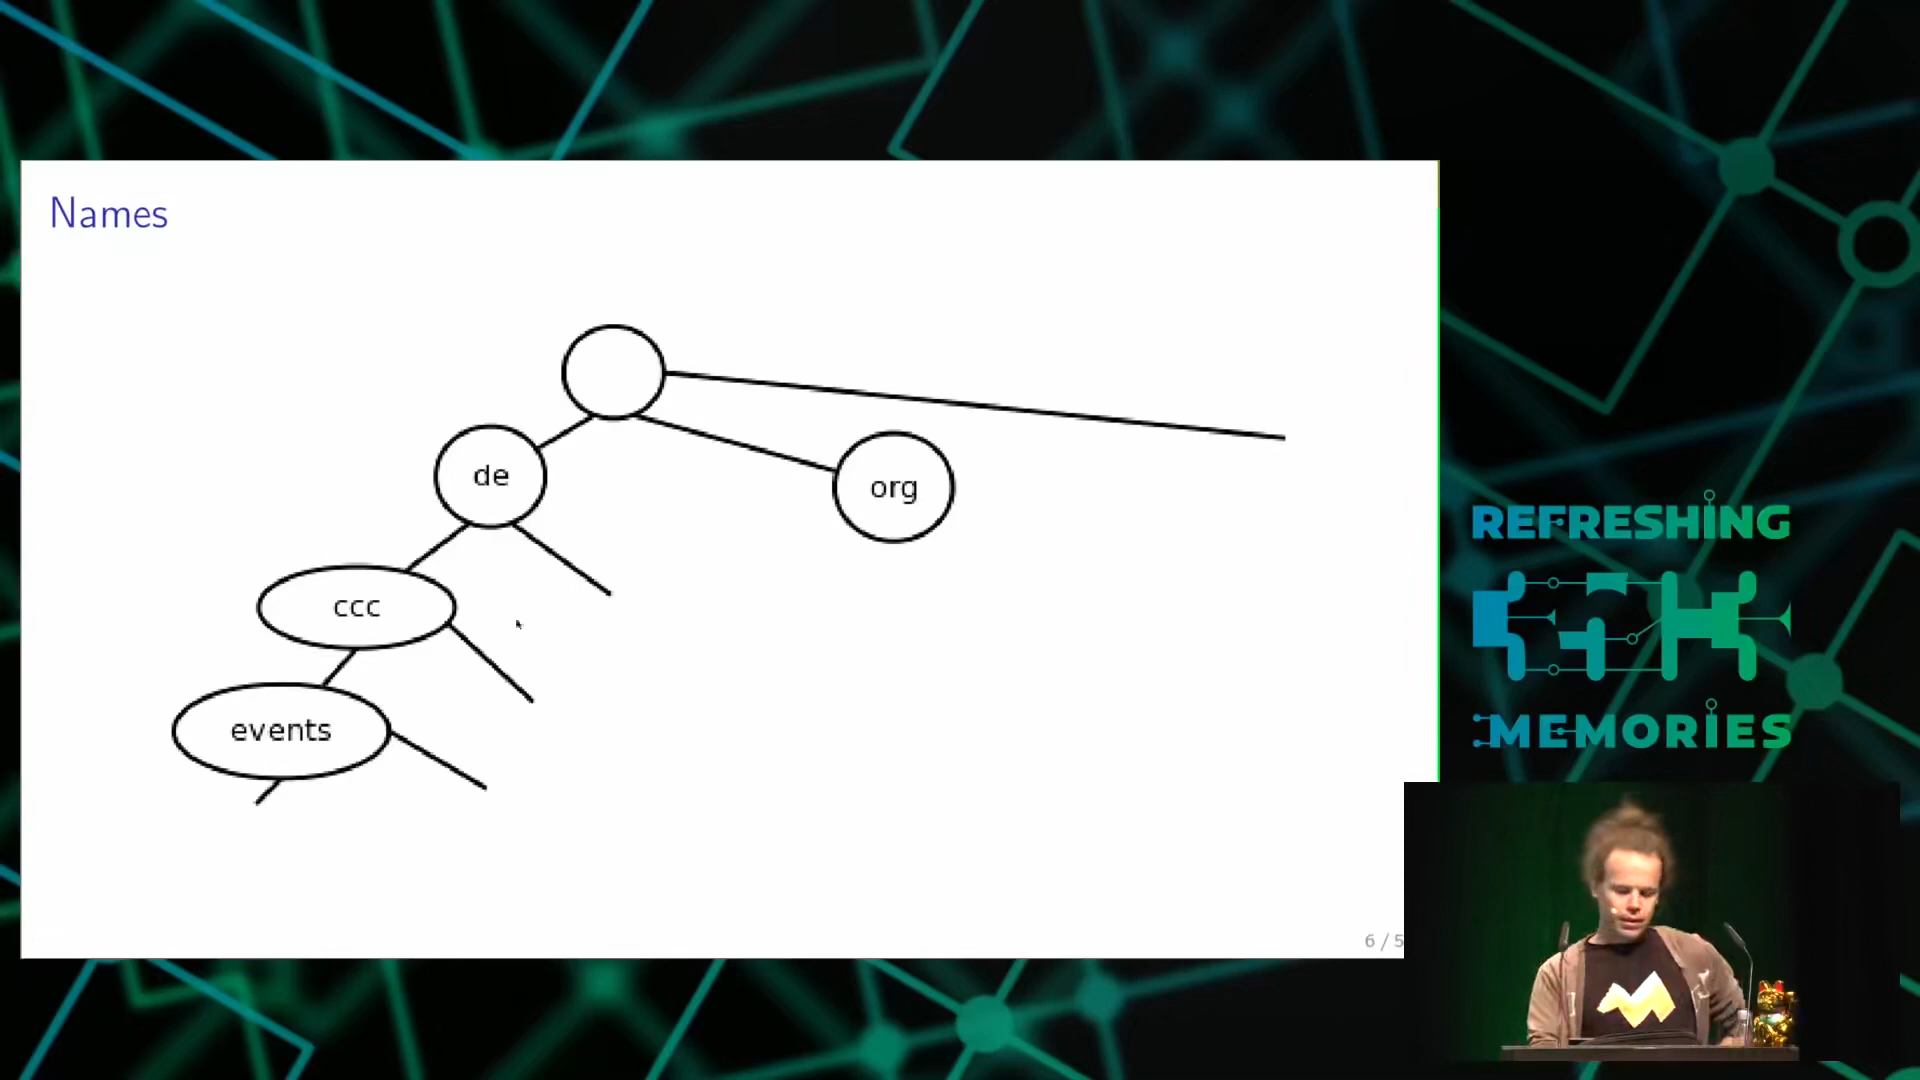 Names
de
org
ccc
events
6 / 5
REFRESHING
MEMORIES